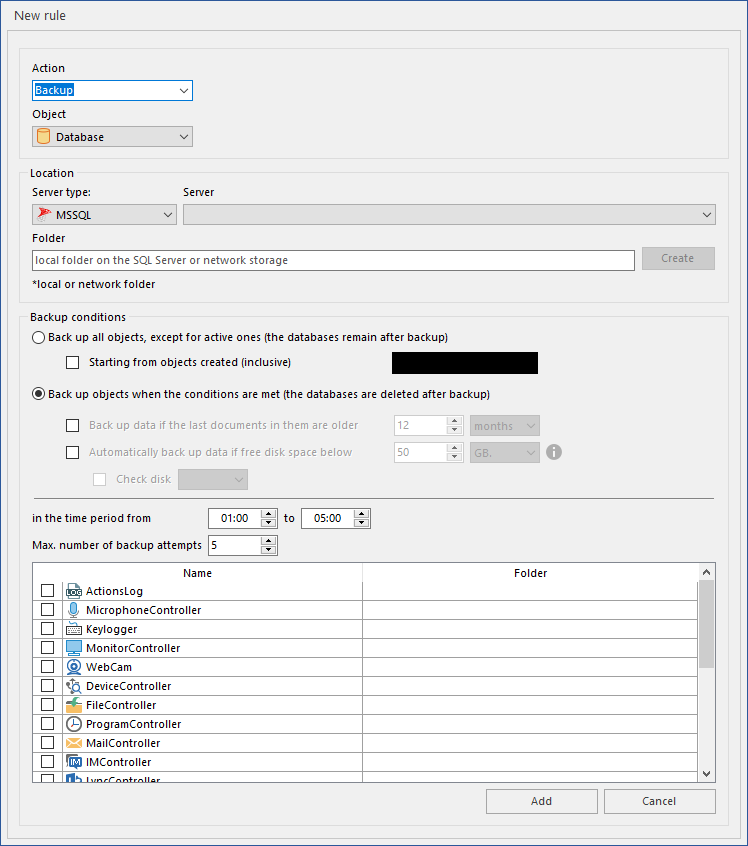 New rule
Action
Backup
Object
Database
Location
Server type:
Server
MSSQL
Folder
local folder on the SQL Server or network storage
Create
*local or network folder
Backup conditions
Back up all objects, except for active ones (the databases remain after backup)
Starting from objects created (inclusive)
Back up objects when the conditions are met (the databases are deleted after backup)
Back up data if the last documents in them are older
12
months
Automatically back up data if free disk space below
50
GB.
Check disk
in the time period from
01:00
to
05:00
Max. number of backup attempts
5
Name
Folder
LOG
ActionsLog
MicrophoneController
Keylogger
MonitorController
WebCam
DeviceController
FileController
ProgramController
MailController
IM
IMController
LyncController
Add
Cancel